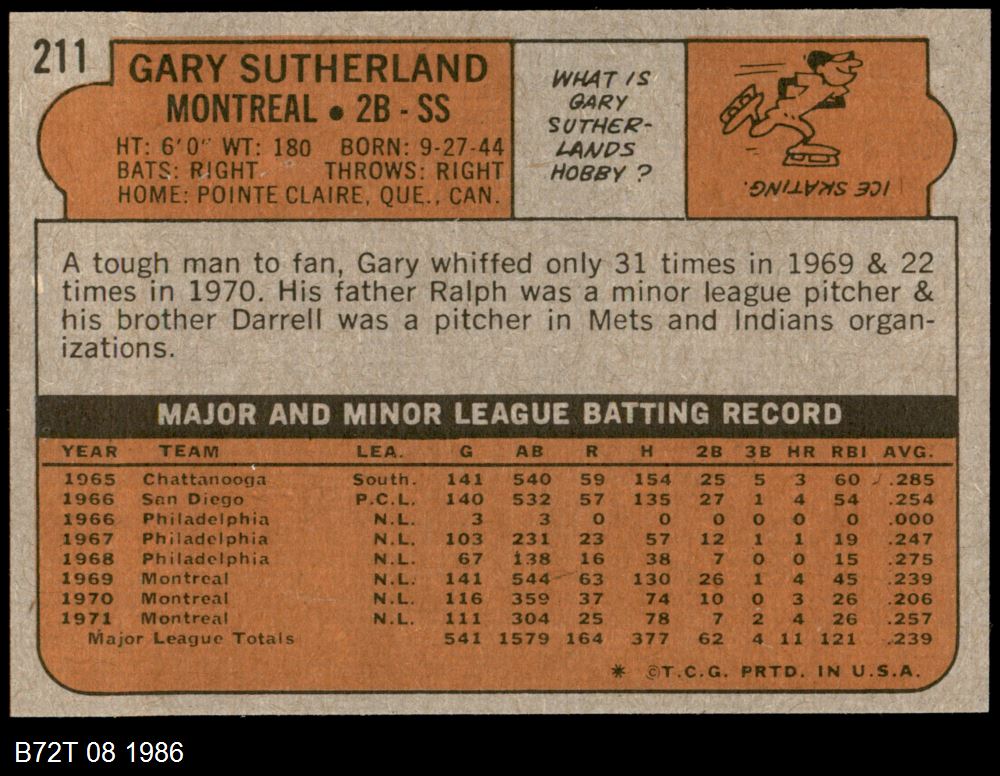 211
GARY SUTHERLAND
MONTREAL • 2B - SS
HT: 6'0" WT: 180 BORN: 9-27-44
BATS: RIGHT THROWS: RIGHT
HOME: POINTE CLAIRE, QUE., CAN.
WHAT IS
GARY
SUTHER-
LANDS
HOBBY ?
ICE SKATING.
A tough man to fan, Gary whiffed only 31 times in 1969 & 22
times in 1970. His father Ralph was a minor league pitcher &
his brother Darrell was a pitcher in Mets and Indians organ-
izations.
MAJOR AND MINOR LEAGUE BATTING RECORD
YEAR TEAM LEA. G AB R H 2B 3B HR RBI AVG.
1965 Chattanooga South. 141 540 59 154 25 5 3 60 .285
1966 San Diego P.C.L. 140 532 57 135 27 1 4 54 .254
1966 Philadelphia N.L. 3 3 0 0 0 0 0 0 .000
1967 Philadelphia N.L. 103 231 23 57 12 1 1 19 .247
1968 Philadelphia N.L. 67 138 16 38 7 0 0 15 .275
1969 Montreal N.L. 141 544 63 130 26 1 4 45 .239
1970 Montreal N.L. 116 359 37 74 10 0 3 26 .206
1971 Montreal N.L. 111 304 25 78 7 2 4 26 .257
Major League Totals 541 1579 164 377 62 4 11 121 .239
* ©T.C.G. PRTD. IN U.S.A.
B72T 08 1986